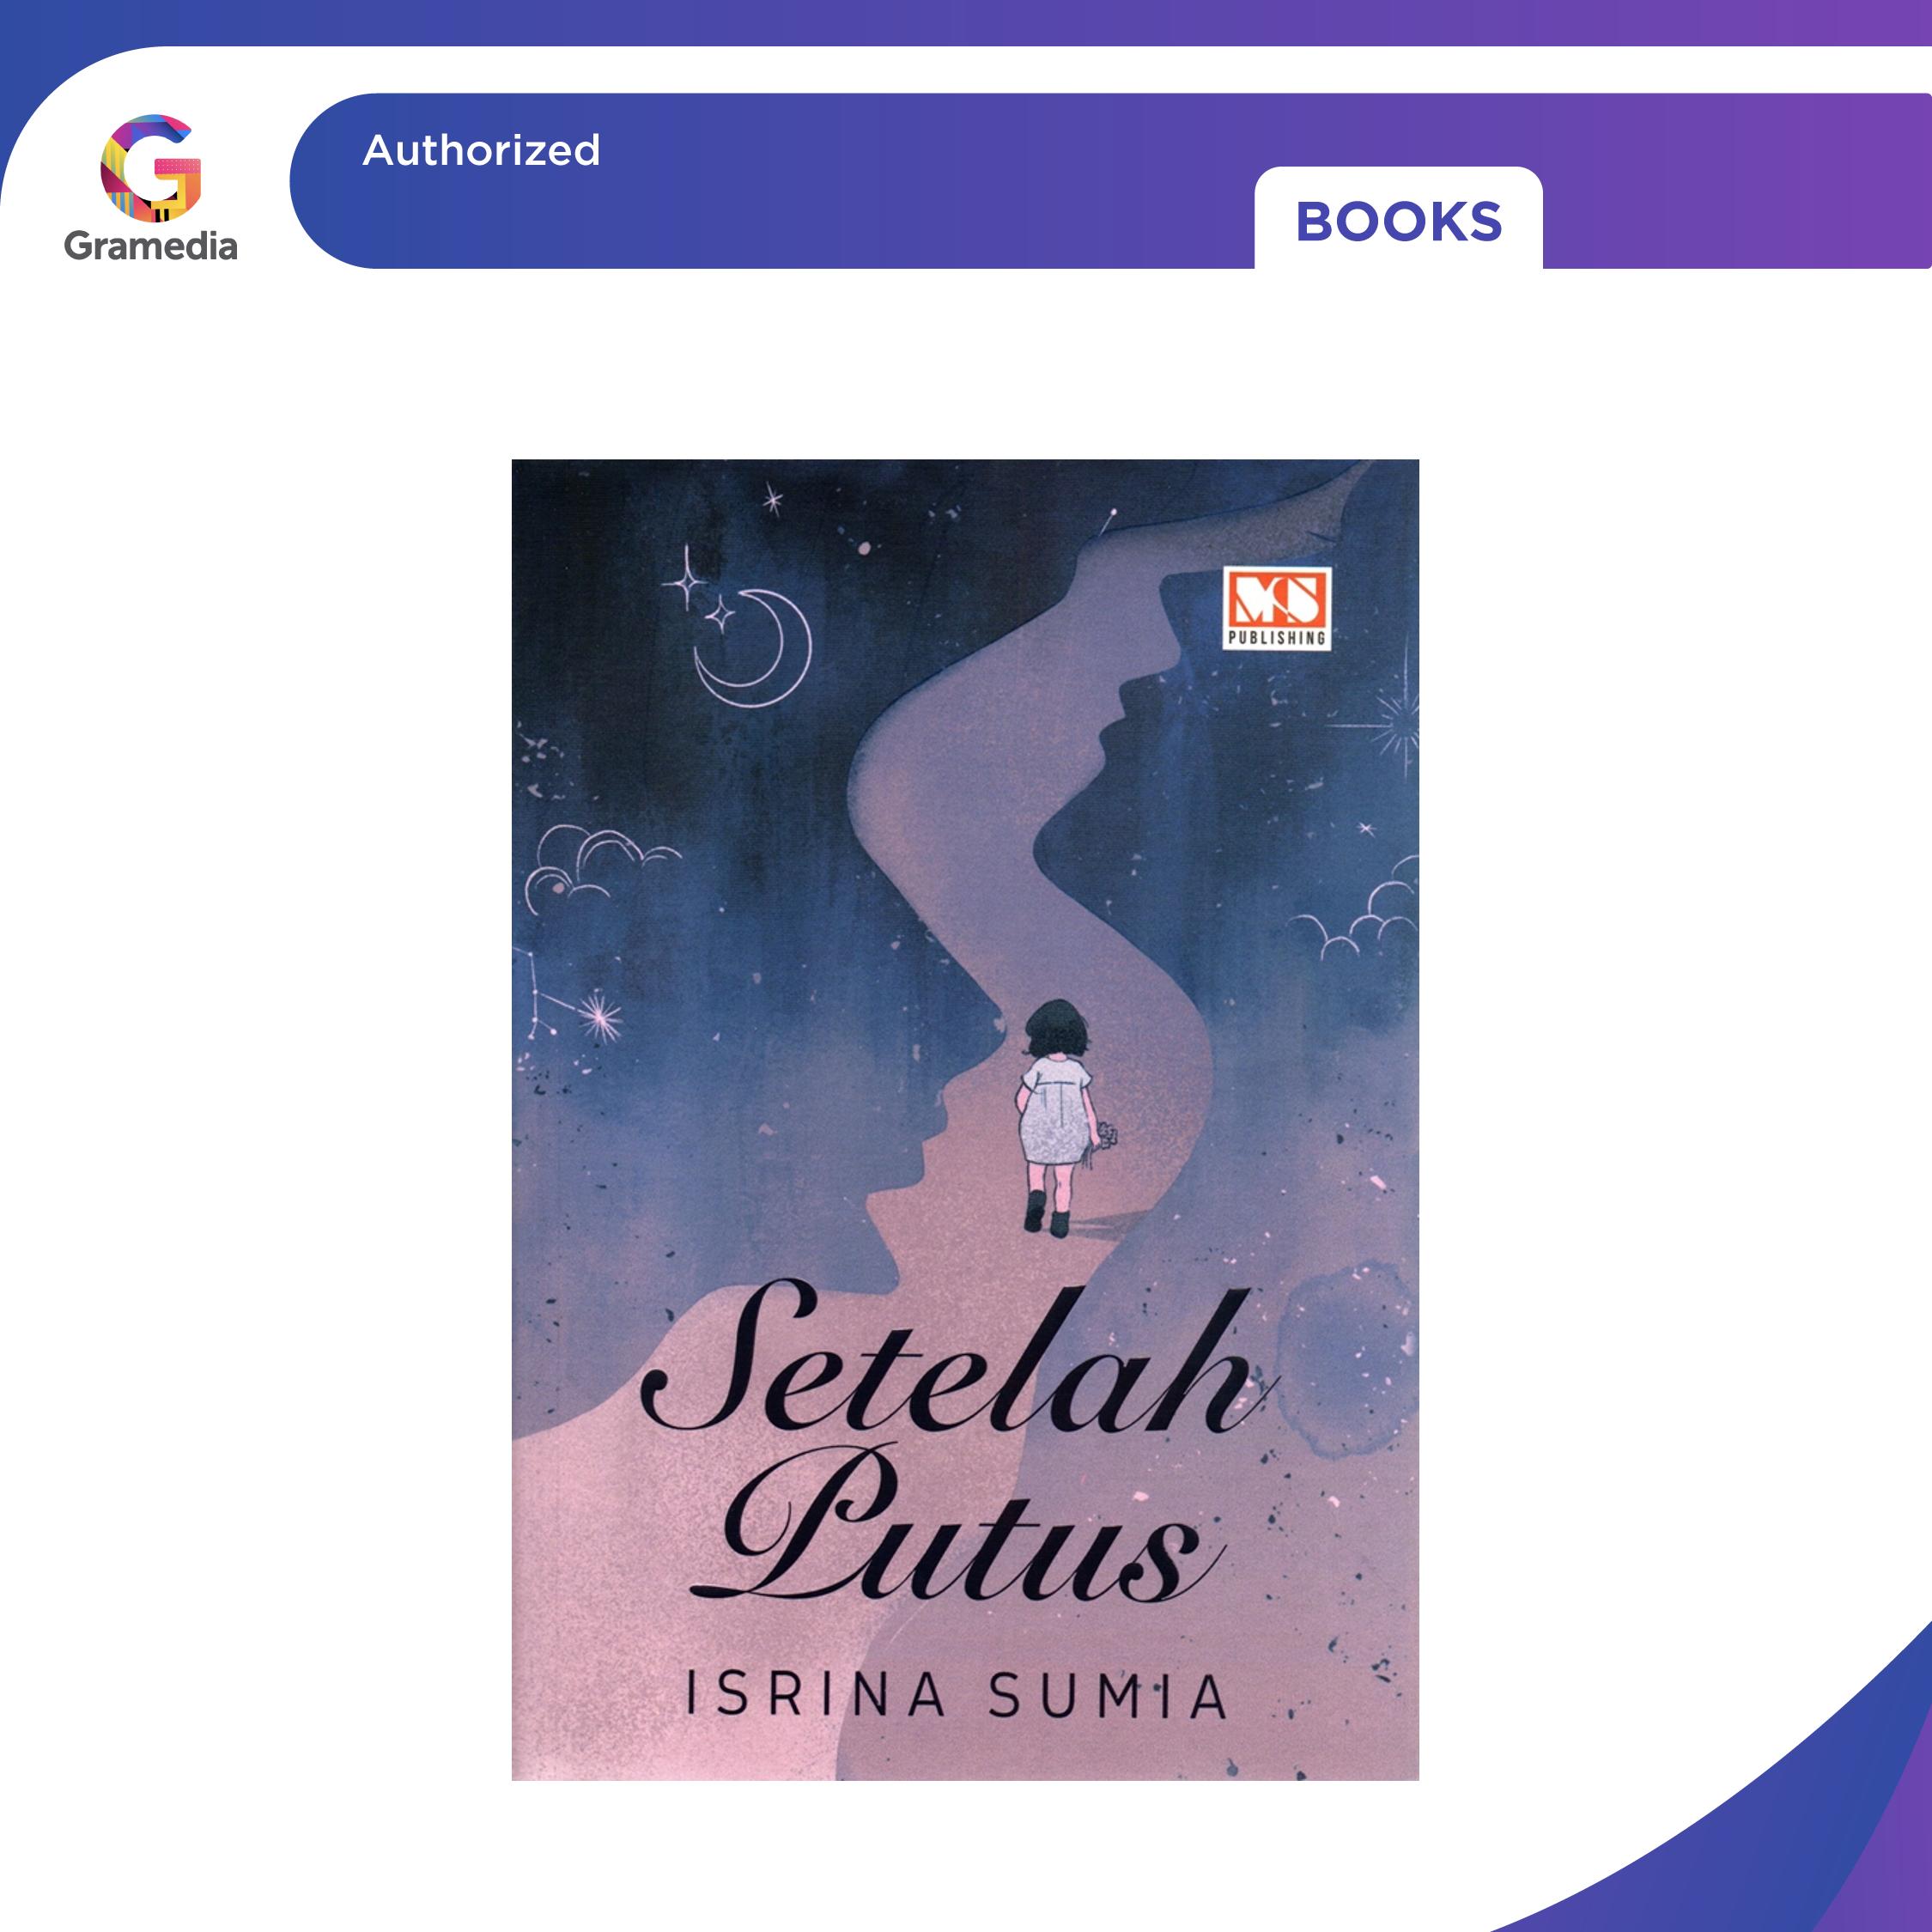 Authorized
Gramedia
BOOKS
MS
PUBLISHING
Setelah
Putus
ISRINA SUMIA